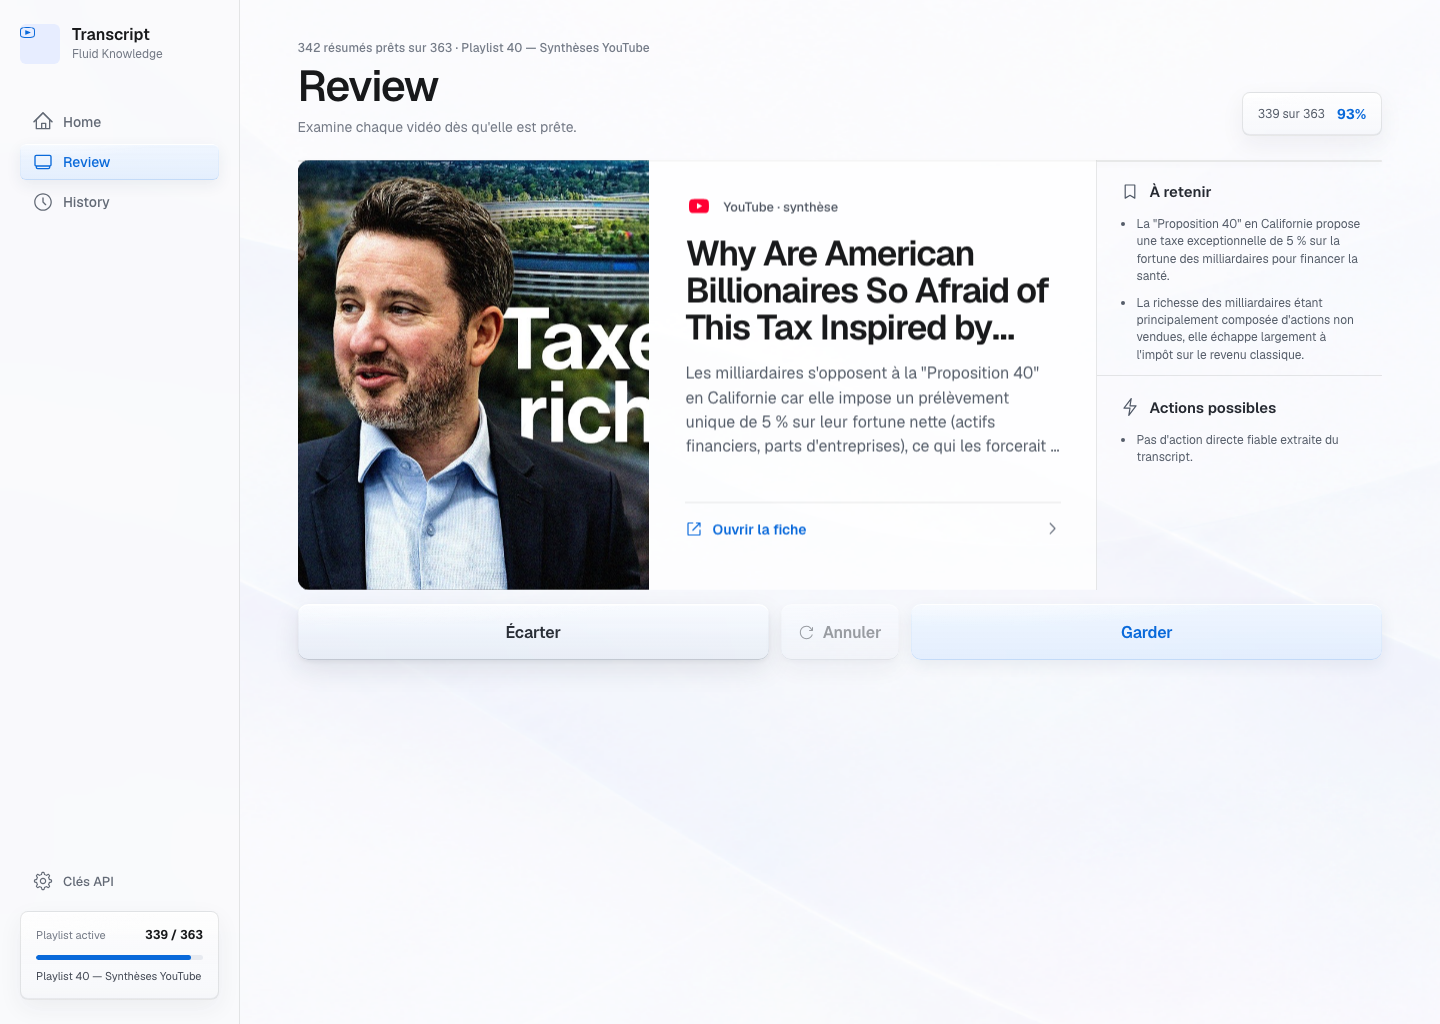 Transcript
Fluid Knowledge
Home
Review
History
Clés API
Playlist active
339 / 363
Playlist 40 — Synthèses YouTube
342 résumés prêts sur 363 · Playlist 40 — Synthèses YouTube
Review
Examine chaque vidéo dès qu'elle est prête.
339 sur 363 93%
Taxe
rich
YouTube · synthèse
Why Are American
Billionaires So Afraid of
This Tax Inspired by...
Les milliardaires s'opposent à la "Proposition 40"
en Californie car elle impose un prélèvement
unique de 5 % sur leur fortune nette (actifs
financiers, parts d'entreprises), ce qui les forcerait ...
Ouvrir la fiche
À retenir
La "Proposition 40" en Californie propose
une taxe exceptionnelle de 5 % sur la
fortune des milliardaires pour financer la
santé.
La richesse des milliardaires étant
principalement composée d'actions non
vendues, elle échappe largement à
l'impôt sur le revenu classique.
Actions possibles
Pas d'action directe fiable extraite du
transcript.
Écarter
Annuler
Garder